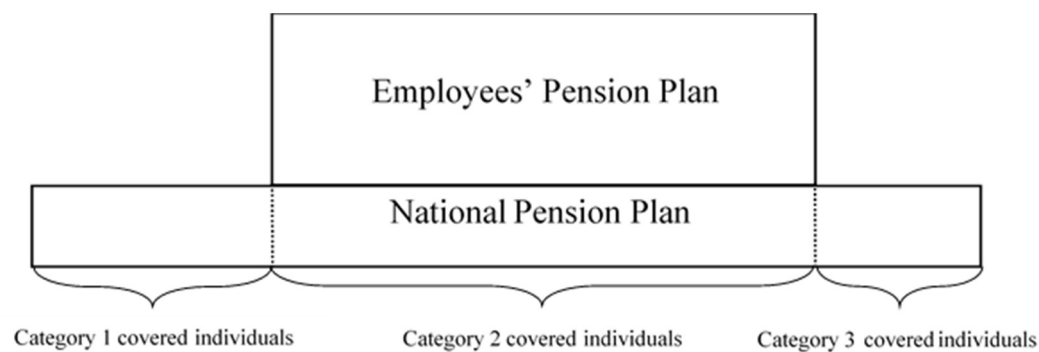 Employees’ Pension Plan
National Pension Plan
Category 1 covered individuals
Category 2 covered individuals
Category 3 covered individuals